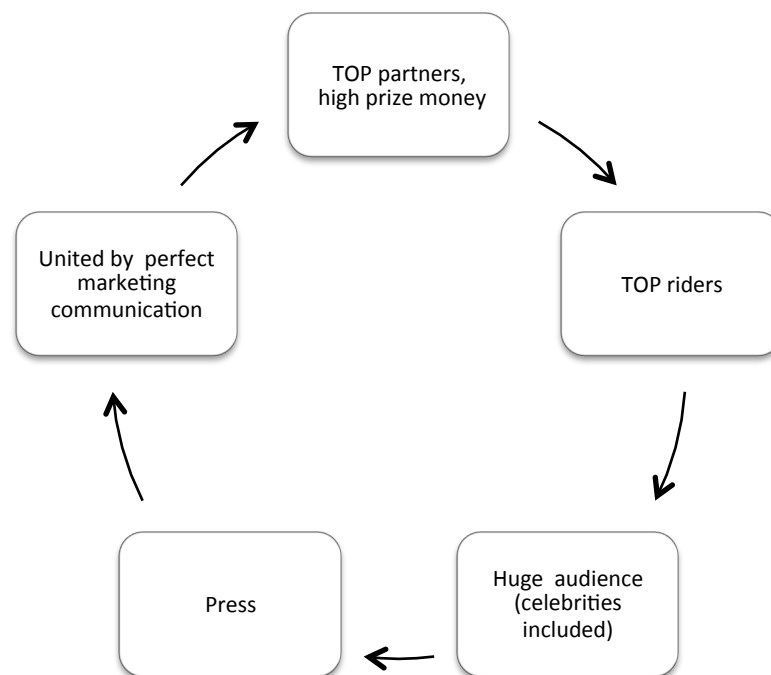 TOP partners,
high prize money
TOP riders
Huge audience
(celebrities
included)
Press
United by perfect
marketing
communication